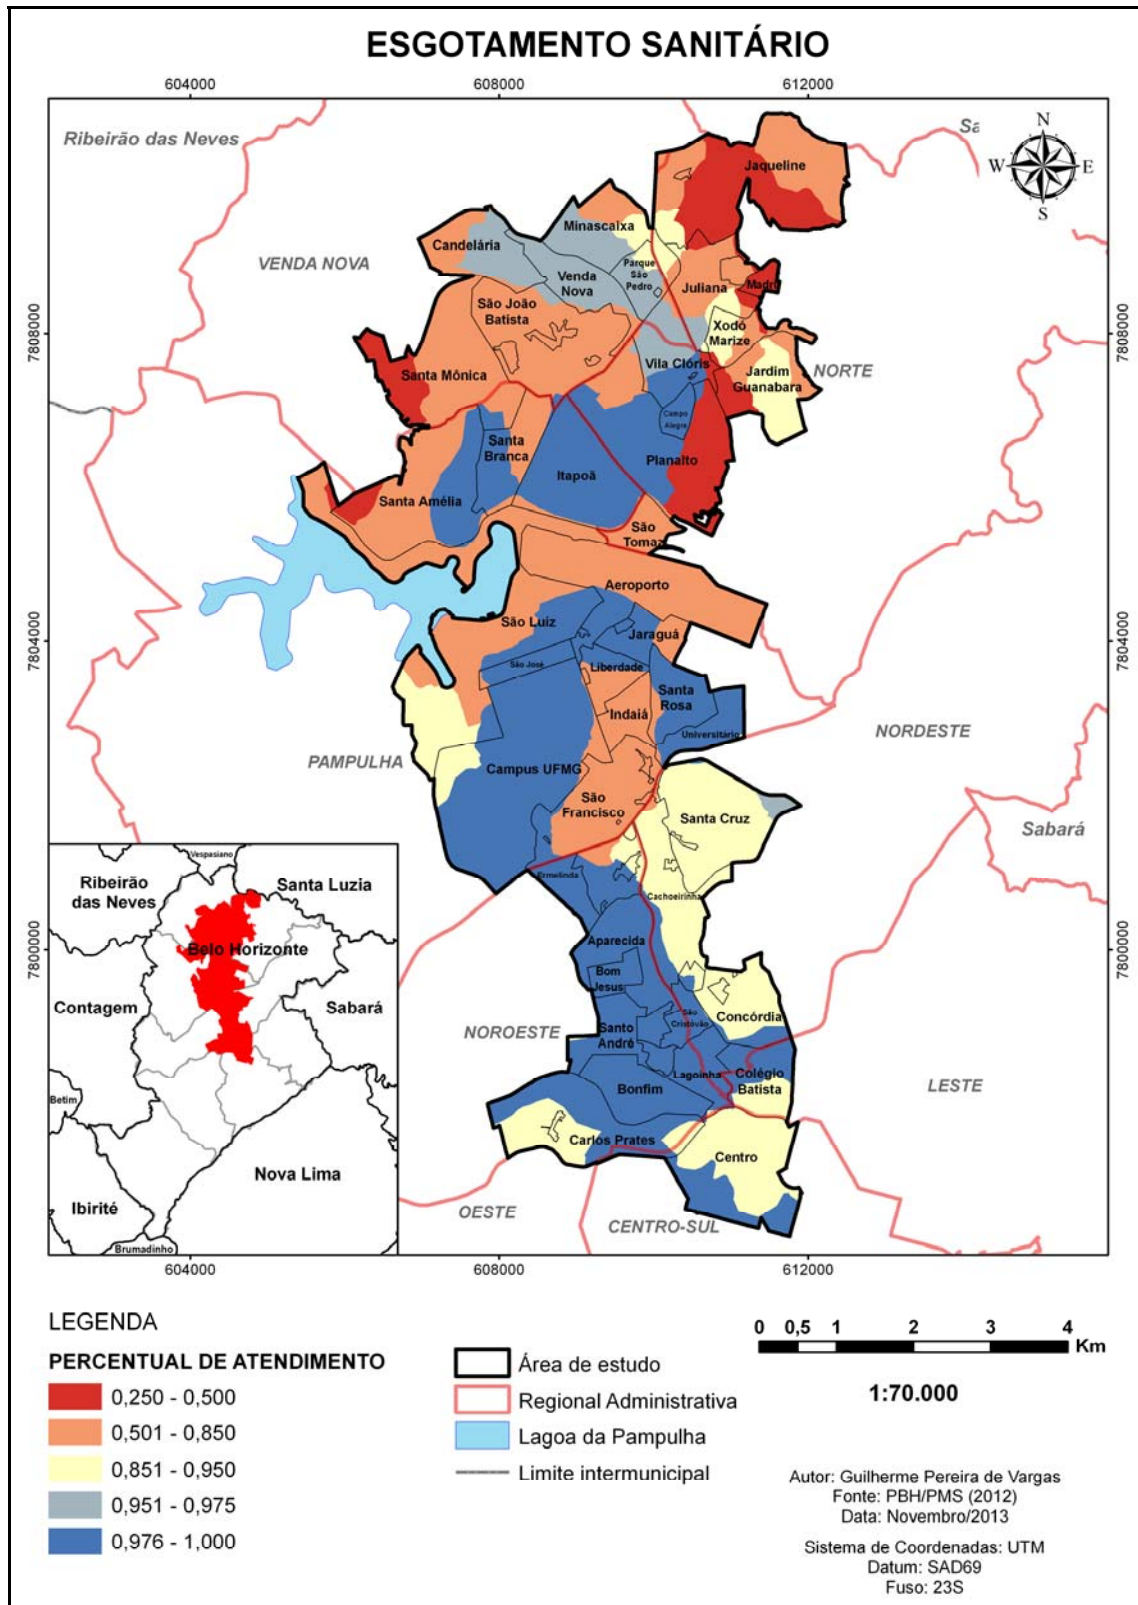 ESGOTAMENTO SANITÁRIO
604000
608000
612000
Ribeirão das Neves
Sa
N
W
E
S
Jaqueline
Minascaixa
Candelária
VENDA NOVA
Parque
São
Pedro
Venda
Nova
Juliana
São João
Batista
Xodó
Marize
7808000
7808000
Vila Clóris
Santa Mônica
Jardim
Guanabara
NORTE
Campo
Alegre
Santa
Branca
Planalto
Itapoã
Santa Amélia
São
Tomaz
Aeroporto
São Luiz
Jaraguá
7804000
7804000
São José
Liberdade
Santa
Rosa
Indaiá
Universitário
NORDESTE
PAMPULHA
Campus UFMG
São
Francisco
Santa Cruz
Sabará
Ermelinda
Cachoeirinha
Aparecida
7800000
7800000
Bom
Jesus
São
Cristóvão
Concórdia
NOROESTE
Santo
André
Lagoinha
Colégio
Batista
Bonfim
LESTE
Carlos Prates
Centro
OESTE
CENTRO-SUL
Vespasiano
Ribeirão
das Neves
Santa Luzia
Belo Horizonte
Contagem
Sabará
Betim
Nova Lima
Ibirité
Brumadinho
604000
608000
612000
LEGENDA
PERCENTUAL DE ATENDIMENTO
0,250 - 0,500
0,501 - 0,850
0,851 - 0,950
0,951 - 0,975
0,976 - 1,000
Área de estudo
Regional Administrativa
Lagoa da Pampulha
Limite intermunicipal
0 0,5 1 2 3 4
Km
1:70.000
Autor: Guilherme Pereira de Vargas
Fonte: PBH/PMS (2012)
Data: Novembro/2013
Sistema de Coordenadas: UTM
Datum: SAD69
Fuso: 23S